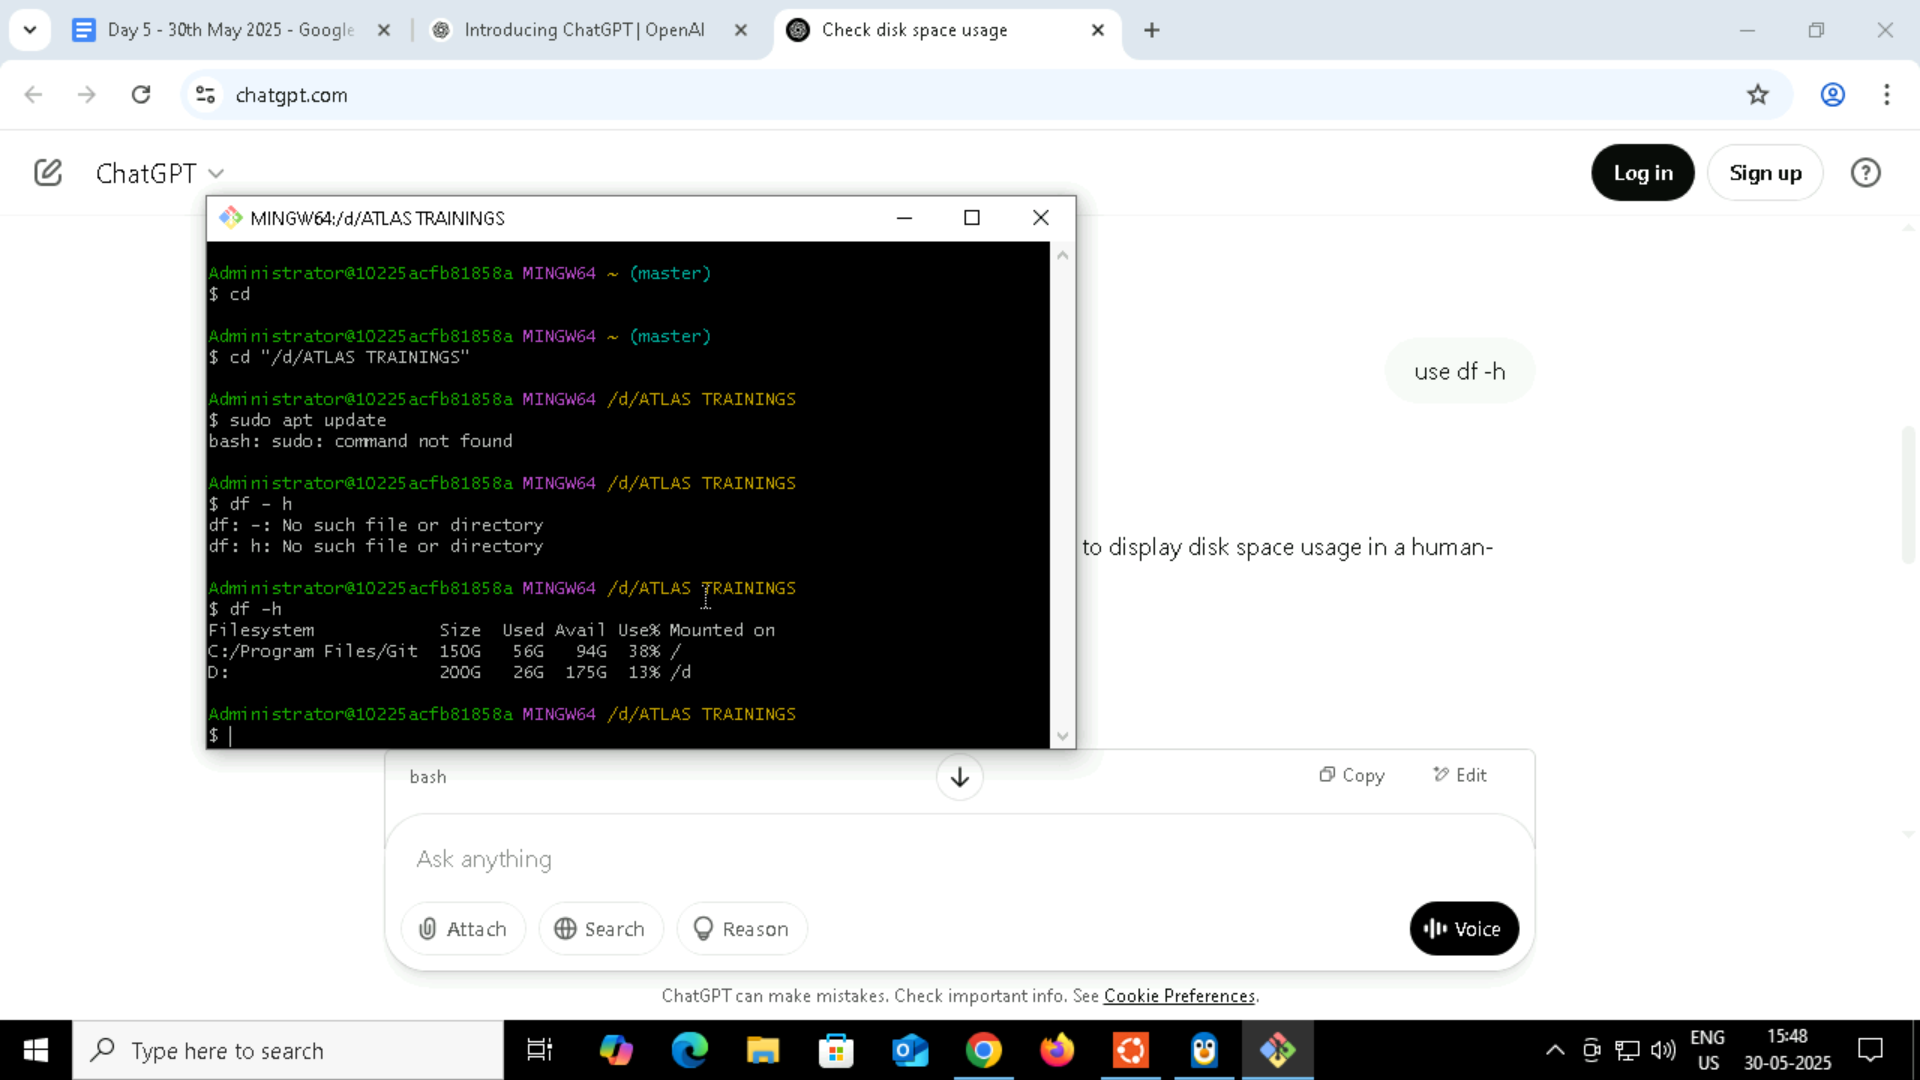 Day 5 - 30th May 2025 - Google
Introducing ChatGPT | OpenAI
Check disk space usage
chatgpt.com
ChatGPT
Log in
Sign up
MINGW64:/d/ATLAS TRAININGS
Administrator@10225acfb81858a MINGW64 ~ (master)
$ cd
Administrator@10225acfb81858a MINGW64 ~ (master)
$ cd "/d/ATLAS TRAININGS"
Administrator@10225acfb81858a MINGW64 /d/ATLAS TRAININGS
$ sudo apt update
bash: sudo: command not found
Administrator@10225acfb81858a MINGW64 /d/ATLAS TRAININGS
$ df - h
df: -: No such file or directory
df: h: No such file or directory
Administrator@10225acfb81858a MINGW64 /d/ATLAS TRAININGS
$ df -h
Filesystem Size Used Avail Use% Mounted on
C:/Program Files/Git 150G 56G 94G 38% /
D: 200G 26G 175G 13% /d
Administrator@10225acfb81858a MINGW64 /d/ATLAS TRAININGS
$
use df -h
to display disk space usage in a human-
bash
Copy
Edit
Ask anything
Attach
Search
Reason
Voice
ChatGPT can make mistakes. Check important info. See Cookie Preferences.
Type here to search
ENG
US
15:48
30-05-2025